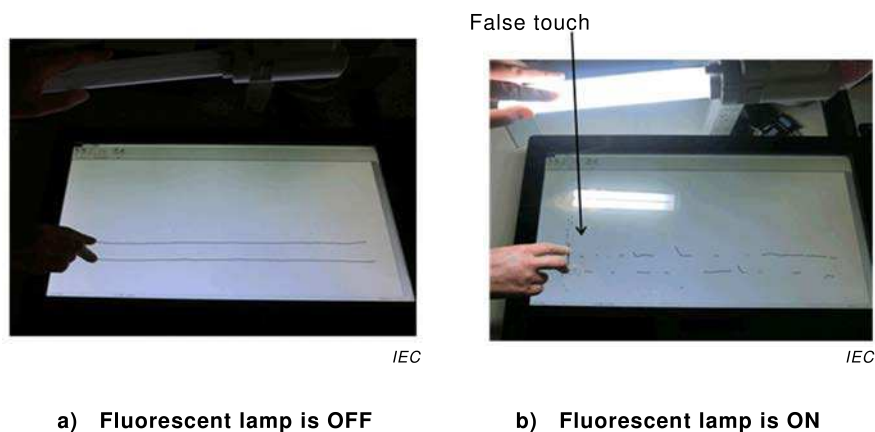 False touch
IEC
IEC
a) Fluorescent lamp is OFF
b) Fluorescent lamp is ON